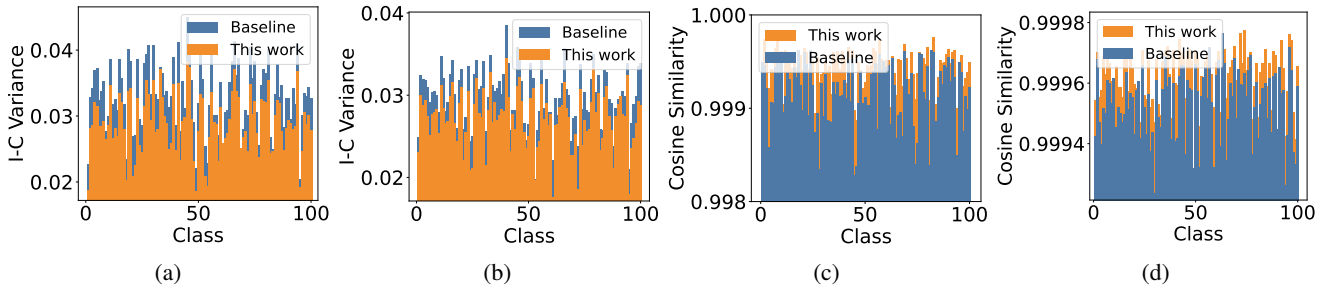 I-C Variance
0.04
0.03
0.02
Baseline
This work
0
50
100
Class
(a)
I-C Variance
0.04
0.03
0.02
Baseline
This work
0
50
100
Class
(b)
Cosine Similarity
1.000
0.999
0.998
This work
Baseline
0
50
100
Class
(c)
Cosine Similarity
0.9998
0.9996
0.9994
This work
Baseline
0
50
100
Class
(d)